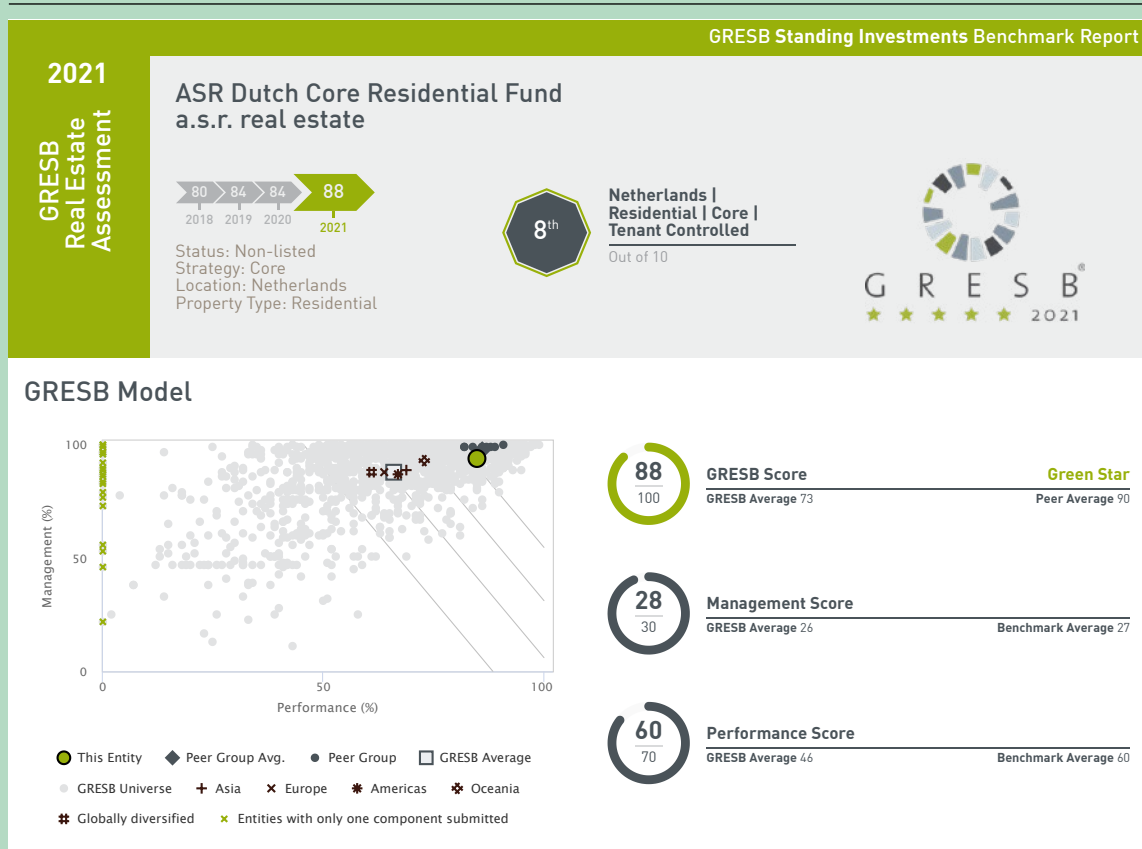 GRESB Standing Investments Benchmark Report
2021
GRESB
Real Estate
Assessment
ASR Dutch Core Residential Fund
a.s.r. real estate
80 84 84 88
2018 2019 2020 2021
Status: Non-listed
Strategy: Core
Location: Netherlands
Property Type: Residential
8th
Netherlands |
Residential | Core |
Tenant Controlled
Out of 10
G R E S B®
2021
GRESB Model
100
50
0
Management (%)
0 50 100
Performance (%)
This Entity Peer Group Avg. Peer Group GRESB Average
GRESB Universe Asia Europe Americas Oceania
Globally diversified Entities with only one component submitted
88
100
GRESB Score Green Star
GRESB Average 73 Peer Average 90
28
30
Management Score
GRESB Average 26 Benchmark Average 27
60
70
Performance Score
GRESB Average 46 Benchmark Average 60